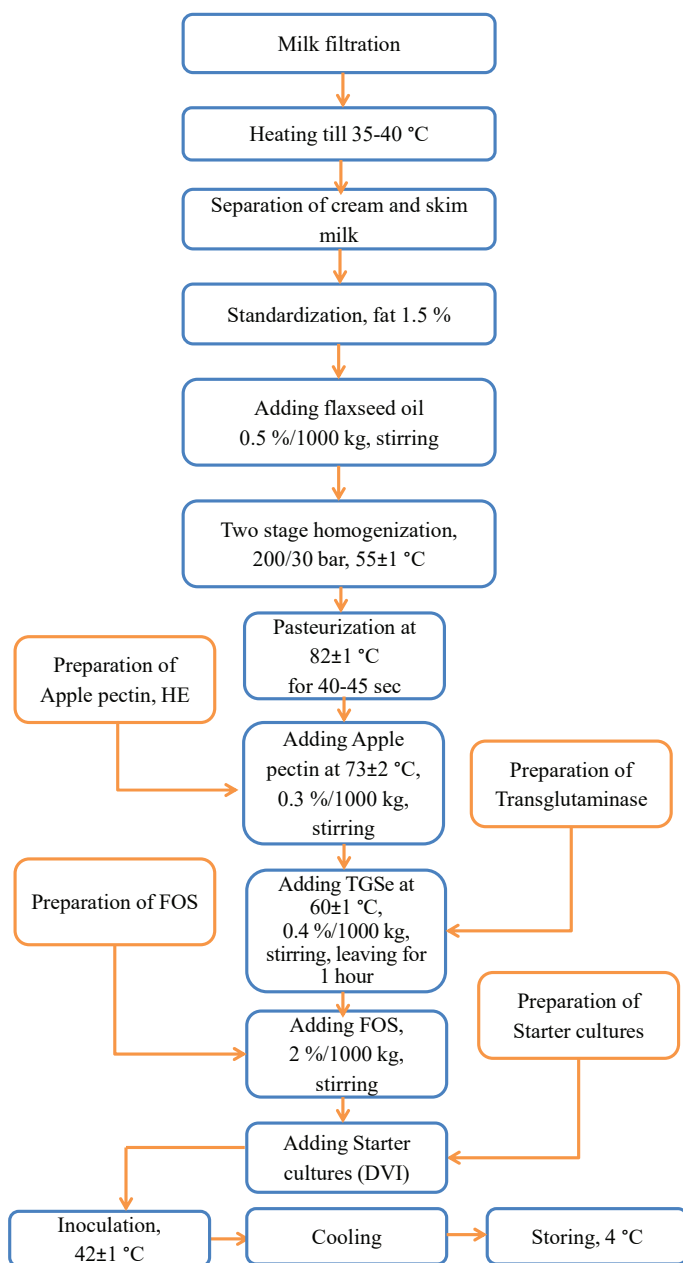 Milk filtration
Heating till 35-40 °C
Separation of cream and skim
milk
Standardization, fat 1.5 %
Adding flaxseed oil
0.5 %/1000 kg, stirring
Two stage homogenization,
200/30 bar, 55±1 °C
Pasteurization at
82±1 °C
for 40-45 sec
Preparation of
Apple pectin, HE
Adding Apple
pectin at 73±2 °C,
0.3 %/1000 kg,
stirring
Preparation of
Transglutaminase
Adding TGSe at
60±1 °C,
0.4 %/1000 kg,
stirring, leaving for
1 hour
Preparation of FOS
Adding FOS,
2 %/1000 kg,
stirring
Preparation of
Starter cultures
Adding Starter
cultures (DVI)
Inoculation,
42±1 °C
Cooling
Storing, 4 °C